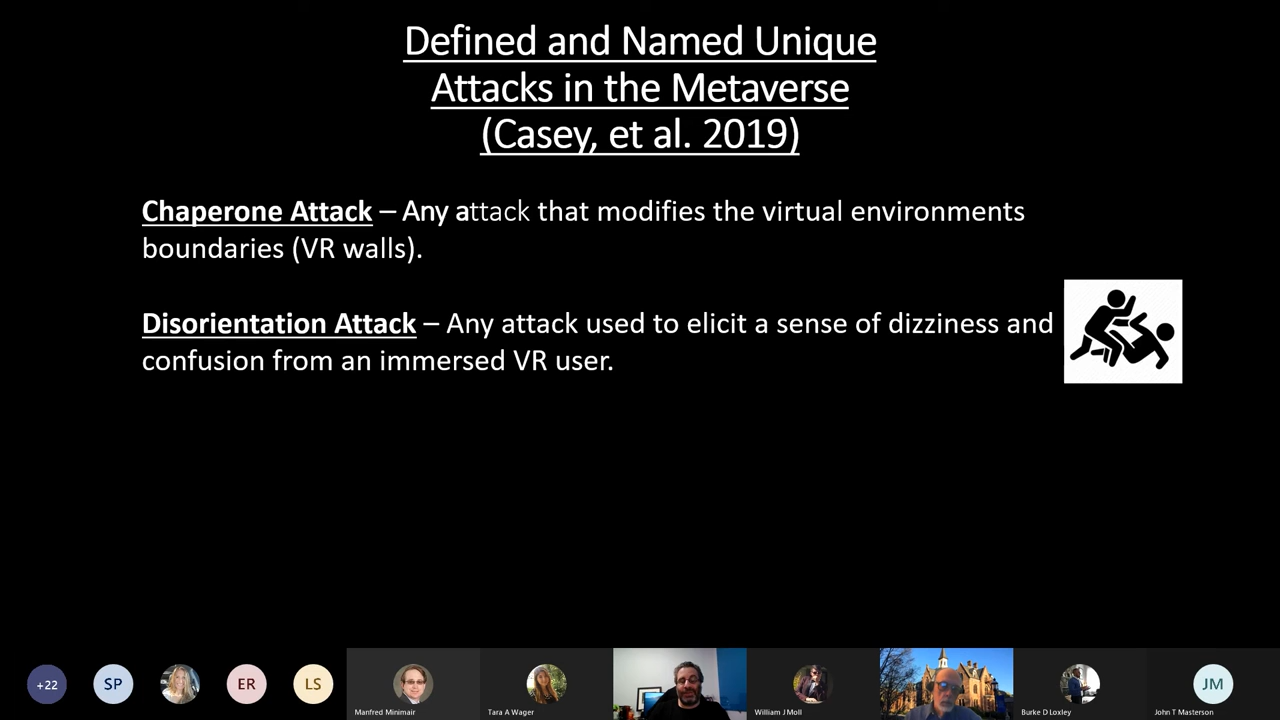 Defined and Named Unique
Attacks in the Metaverse
(Casey, et al. 2019)
Chaperone Attack – Any attack that modifies the virtual environments
boundaries (VR walls).
Disorientation Attack – Any attack used to elicit a sense of dizziness and
confusion from an immersed VR user.
+22
SP
ER
LS
JM
Manfred Minimair
Tara A Wager
William J Moll
Burke D Loxley
John T Masterson